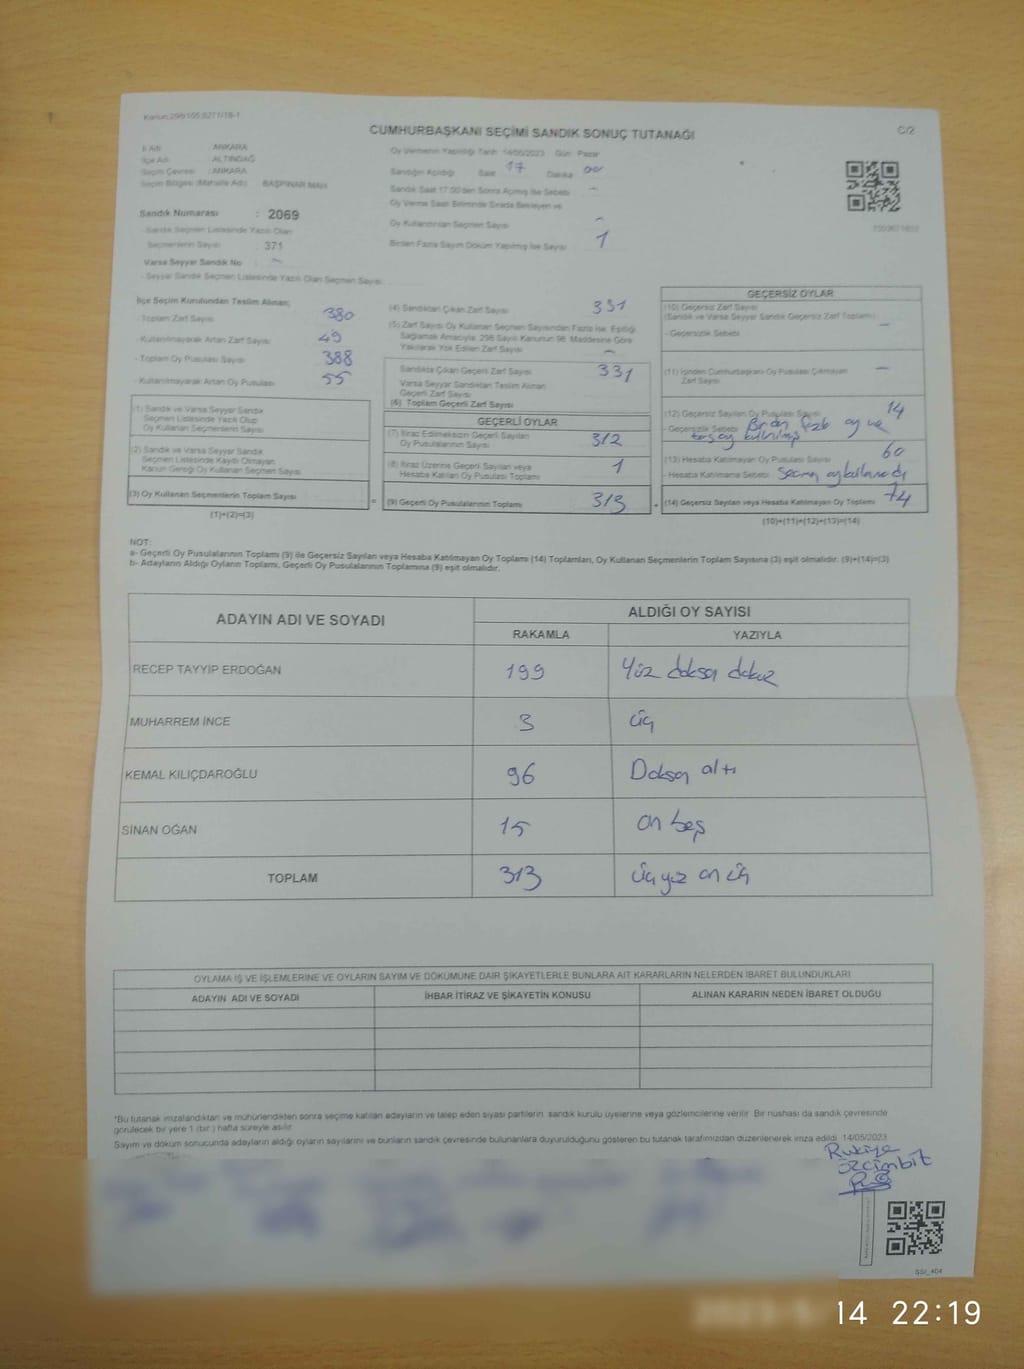 Kanun:298/105,6271/18-1
CUMHURBAŞKANI SEÇİMİ SANDIK SONUÇ TUTANAĞI
C/2
İl Adı : ANKARA
İlçe Adı : ALTINDAĞ
Seçim Çevresi : ANKARA
Seçim Bölgesi (Mahalle Adı) : BAŞPINAR MAH.
Sandık Numarası : 2069
- Sandık Seçmen Listesinde Yazılı Olan
Seçmenlerin Sayısı : 371
Varsa Seyyar Sandık No : -
- Seyyar Sandık Seçmen Listesinde Yazılı Olan Seçmen Sayısı:
Oy Vermenin Yapıldığı Tarih : 14/05/2023 Gün : Pazar
Sandığın Açıldığı Saat 17 Dakika 00
Sandık Saat 17:00'den Sonra Açılmış İse Sebebi -
Oy Verme Saati Bitiminde Sırada Bekleyen ve
Oy Kullandırılan Seçmen Sayısı -
Birden Fazla Sayım Döküm Yapılmış İse Sayısı 1
İlçe Seçim Kurulundan Teslim Alınan;
- Toplam Zarf Sayısı 380
- Kullanılmayarak Artan Zarf Sayısı 49
- Toplam Oy Pusulası Sayısı 388
- Kullanılmayarak Artan Oy Pusulası 55
(1) Sandık ve Varsa Seyyar Sandık
Seçmen Listesinde Yazılı Olup
Oy Kullanan Seçmenlerin Sayısı
(2) Sandık ve Varsa Seyyar Sandık
Seçmen Listesinde Kaydı Olmayan
Kanun Gereği Oy Kullanan Seçmen Sayısı
(3) Oy Kullanan Seçmenlerin Toplam Sayısı
(1)+(2)=(3)
(4) Sandıktan Çıkan Zarf Sayısı 331
(5) Zarf Sayısı Oy Kullanan Seçmen Sayısından Fazla İse, Eşitliği
Sağlamak Amacıyla, 298 Sayılı Kanunun 98. Maddesine Göre
Yakılarak Yok Edilen Zarf Sayısı -
Sandıkta Çıkan Geçerli Zarf Sayısı 331
Varsa Seyyar Sandıktan Teslim Alınan
Geçerli Zarf Sayısı
(6) Toplam Geçerli Zarf Sayısı
GEÇERLİ OYLAR
(7) İtiraz Edilmeksizin Geçerli Sayılan
Oy Pusulalarının Sayısı 312
(8) İtiraz Üzerine Geçerli Sayılan veya
Hesaba Katılan Oy Pusulası Toplamı 1
= (9) Geçerli Oy Pusulalarının Toplamı 313
GEÇERSİZ OYLAR
(10) Geçersiz Zarf Sayısı
(Sandık ve Varsa Seyyar Sandık Geçersiz Zarf Toplamı)
- Geçersizlik Sebebi -
(11) İçinden Cumhurbaşkanı Oy Pusulası Çıkmayan
Zarf Sayısı -
(12) Geçersiz Sayılan Oy Pusulası Sayısı 14
- Geçersizlik Sebebi Birden fazla oy ve
(13) Hesaba Katılmayan Oy Pusulası Sayısı 60
- Hesaba Katılmama Sebebi Seçmen oy kullanmadı
+ (14) Geçersiz Sayılan veya Hesaba Katılmayan Oy Toplamı 74
(10)+(11)+(12)+(13)=(14)
NOT:
a- Geçerli Oy Pusulalarının Toplamı (9) ile Geçersiz Sayılan veya Hesaba Katılmayan Oy Toplamı (14) Toplamları, Oy Kullanan Seçmenlerin Toplam Sayısına (3) eşit olmalıdır. (9)+(14)=(3)
b- Adayların Aldığı Oyların Toplamı, Geçerli Oy Pusulalarının Toplamına (9) eşit olmalıdır.
ADAYIN ADI VE SOYADI
ALDIĞI OY SAYISI
RAKAMLA YAZIYLA
RECEP TAYYİP ERDOĞAN 199 Yüz doksan dokuz
MUHARREM İNCE 3 üç
KEMAL KILIÇDAROĞLU 96 Doksan altı
SİNAN OĞAN 15 on beş
TOPLAM 313 üç yüz on üç
OYLAMA İŞ VE İŞLEMLERİNE VE OYLARIN SAYIM VE DÖKÜMÜNE DAİR ŞİKAYETLERLE BUNLARA AİT KARARLARIN NELERDEN İBARET BULUNDUKLARI
ADAYIN ADI VE SOYADI İHBAR İTİRAZ VE ŞİKAYETİN KONUSU ALINAN KARARIN NEDEN İBARET OLDUĞU
*Bu tutanak imzalandıktan ve mühürlendikten sonra seçime katılan adayların ve talep eden siyasi partilerin, sandık kurulu üyelerine veya gözlemcilerine verilir. Bir nüshası da sandık çevresinde
görülecek bir yere 1 (bir ) hafta süreyle asılır.
Sayım ve döküm sonucunda adayların aldığı oyların sayılarını ve bunların sandık çevresinde bulunanlara duyurulduğunu gösteren bu tutanak tarafımızdan düzenlenerek imza edildi. 14/05/2023
Rukiye
özcimbit
SSI_404
14 22:19